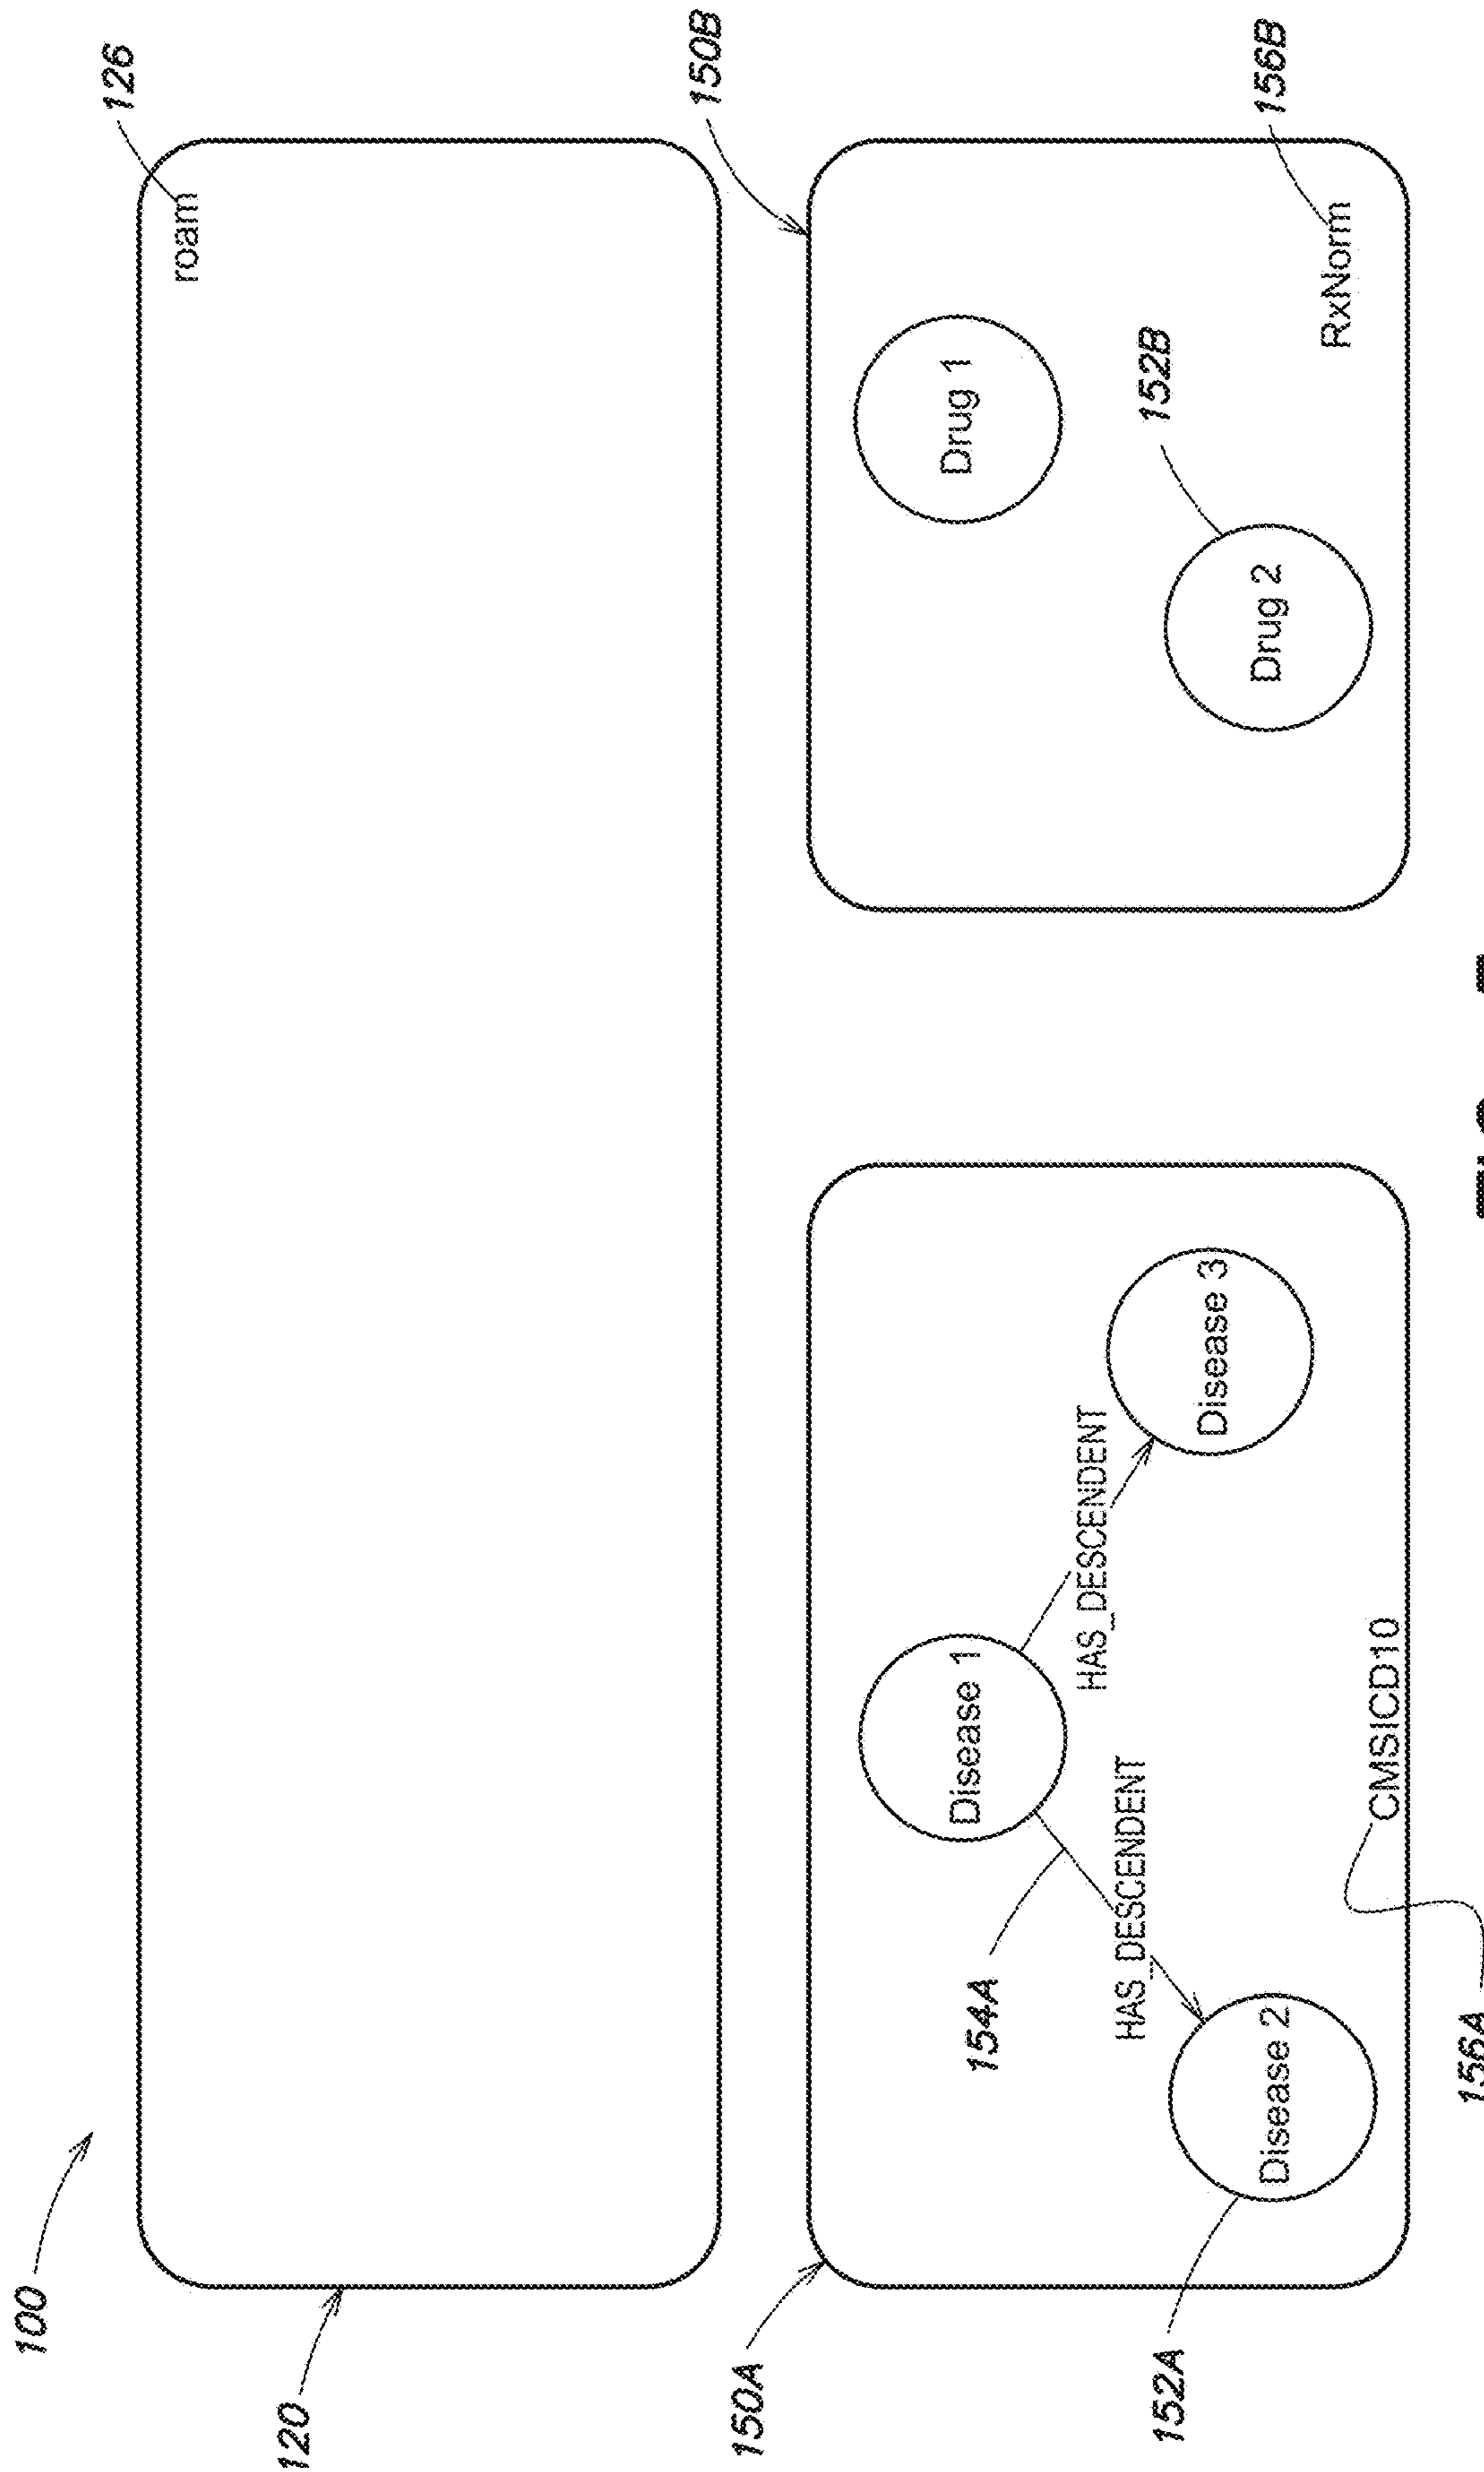 100
120
126
roam
150A
150B
Disease 1
154A
HAS_DESCENDENT
HAS_DESCENDENT
Disease 2
Disease 3
152A
CMSICD10
156A
Drug 1
Drug 2
152B
RxNorm
156B